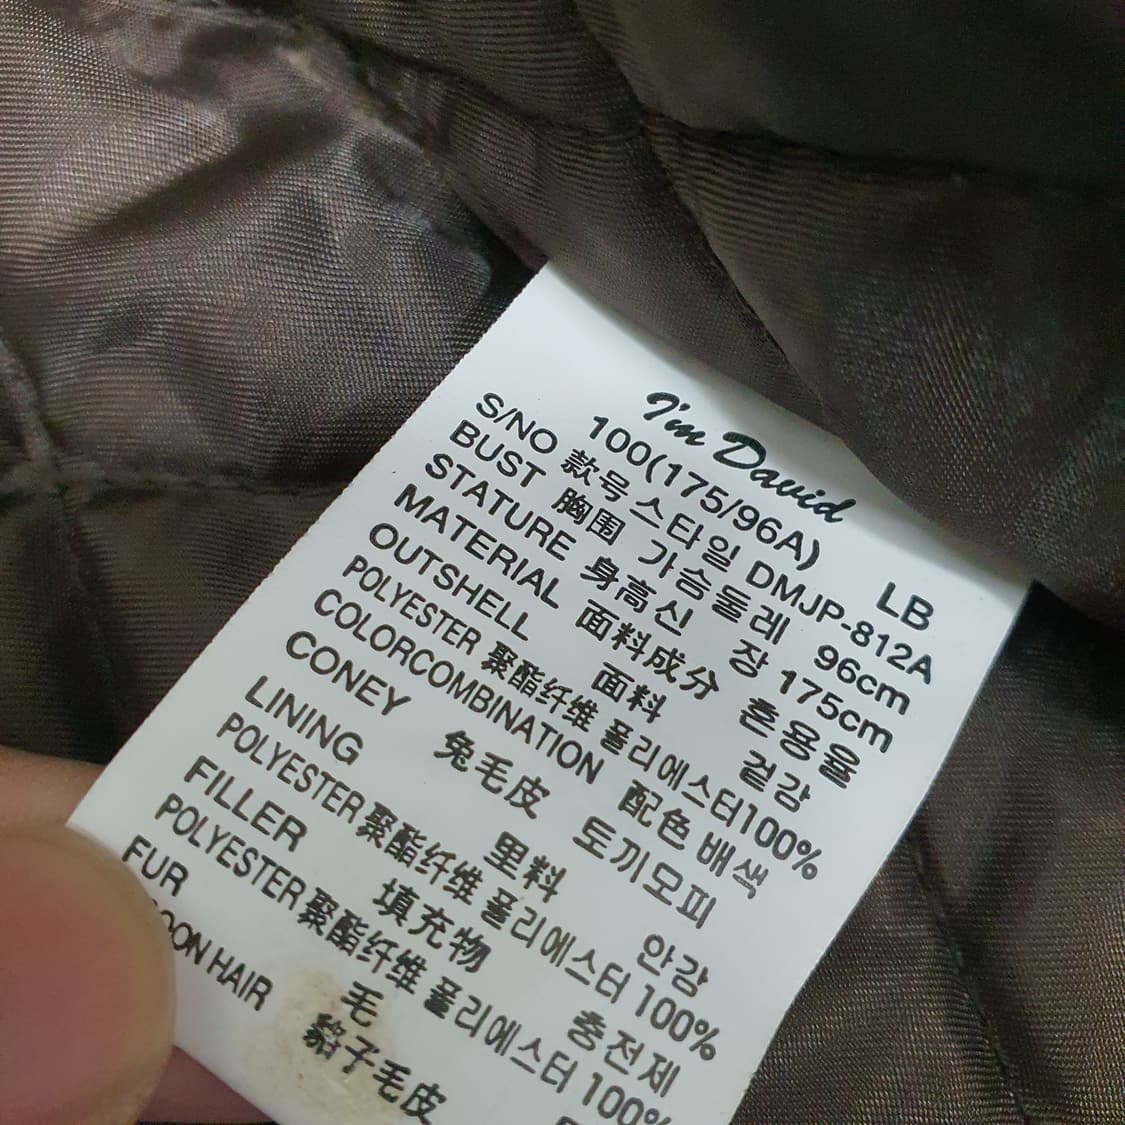 I'm David
100(175/96A) LB
S/NO 款号 스타일 DMJP-812A
BUST 胸围 가슴둘레 96cm
STATURE 身高 신 장 175cm
MATERIAL 面料成分 혼용율
OUTSHELL 面料 겉감
POLYESTER 聚酯纤维 폴리에스터100%
COLORCOMBINATION 配色 배색
CONEY 兔毛皮 토끼모피
LINING 里料 안감
POLYESTER 聚酯纤维 폴리에스터 100%
FILLER 填充物 충전제
POLYESTER 聚酯纤维 폴리에스터 100%
FUR 毛
OON HAIR 貉子毛皮